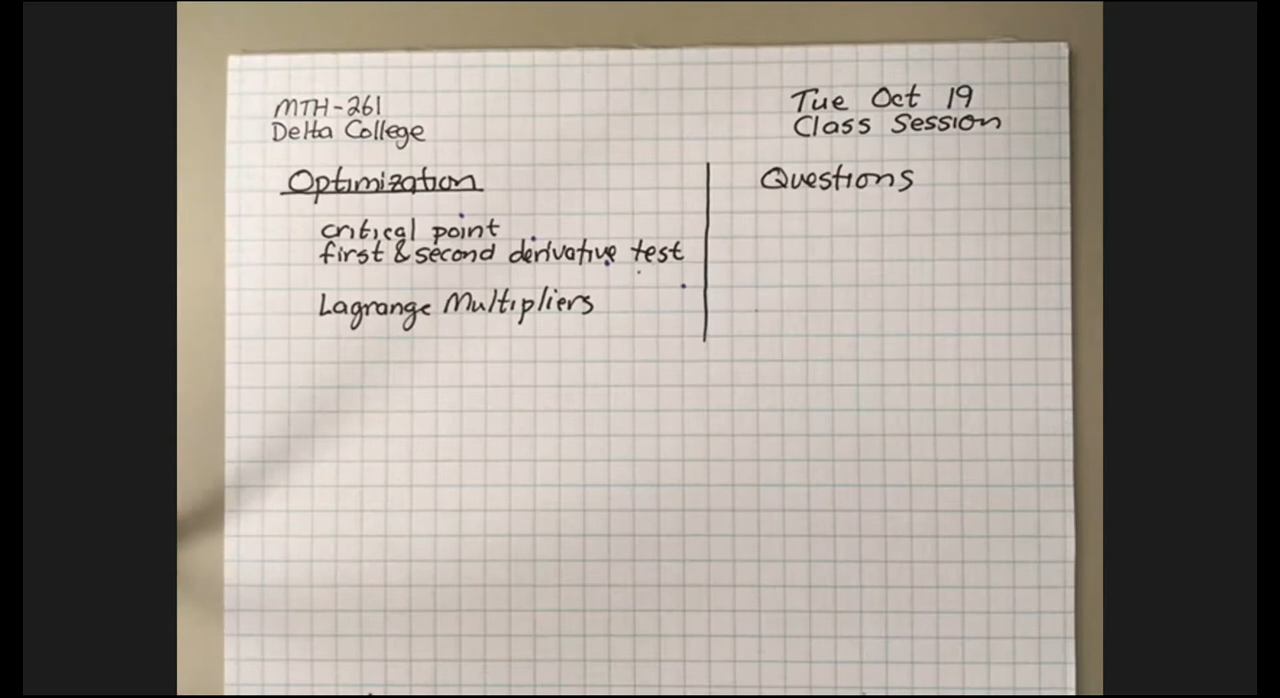 MTH-261
Delta College
Tue Oct 19
Class Session
Optimization
critical point
first & second derivative test
Lagrange Multipliers
Questions